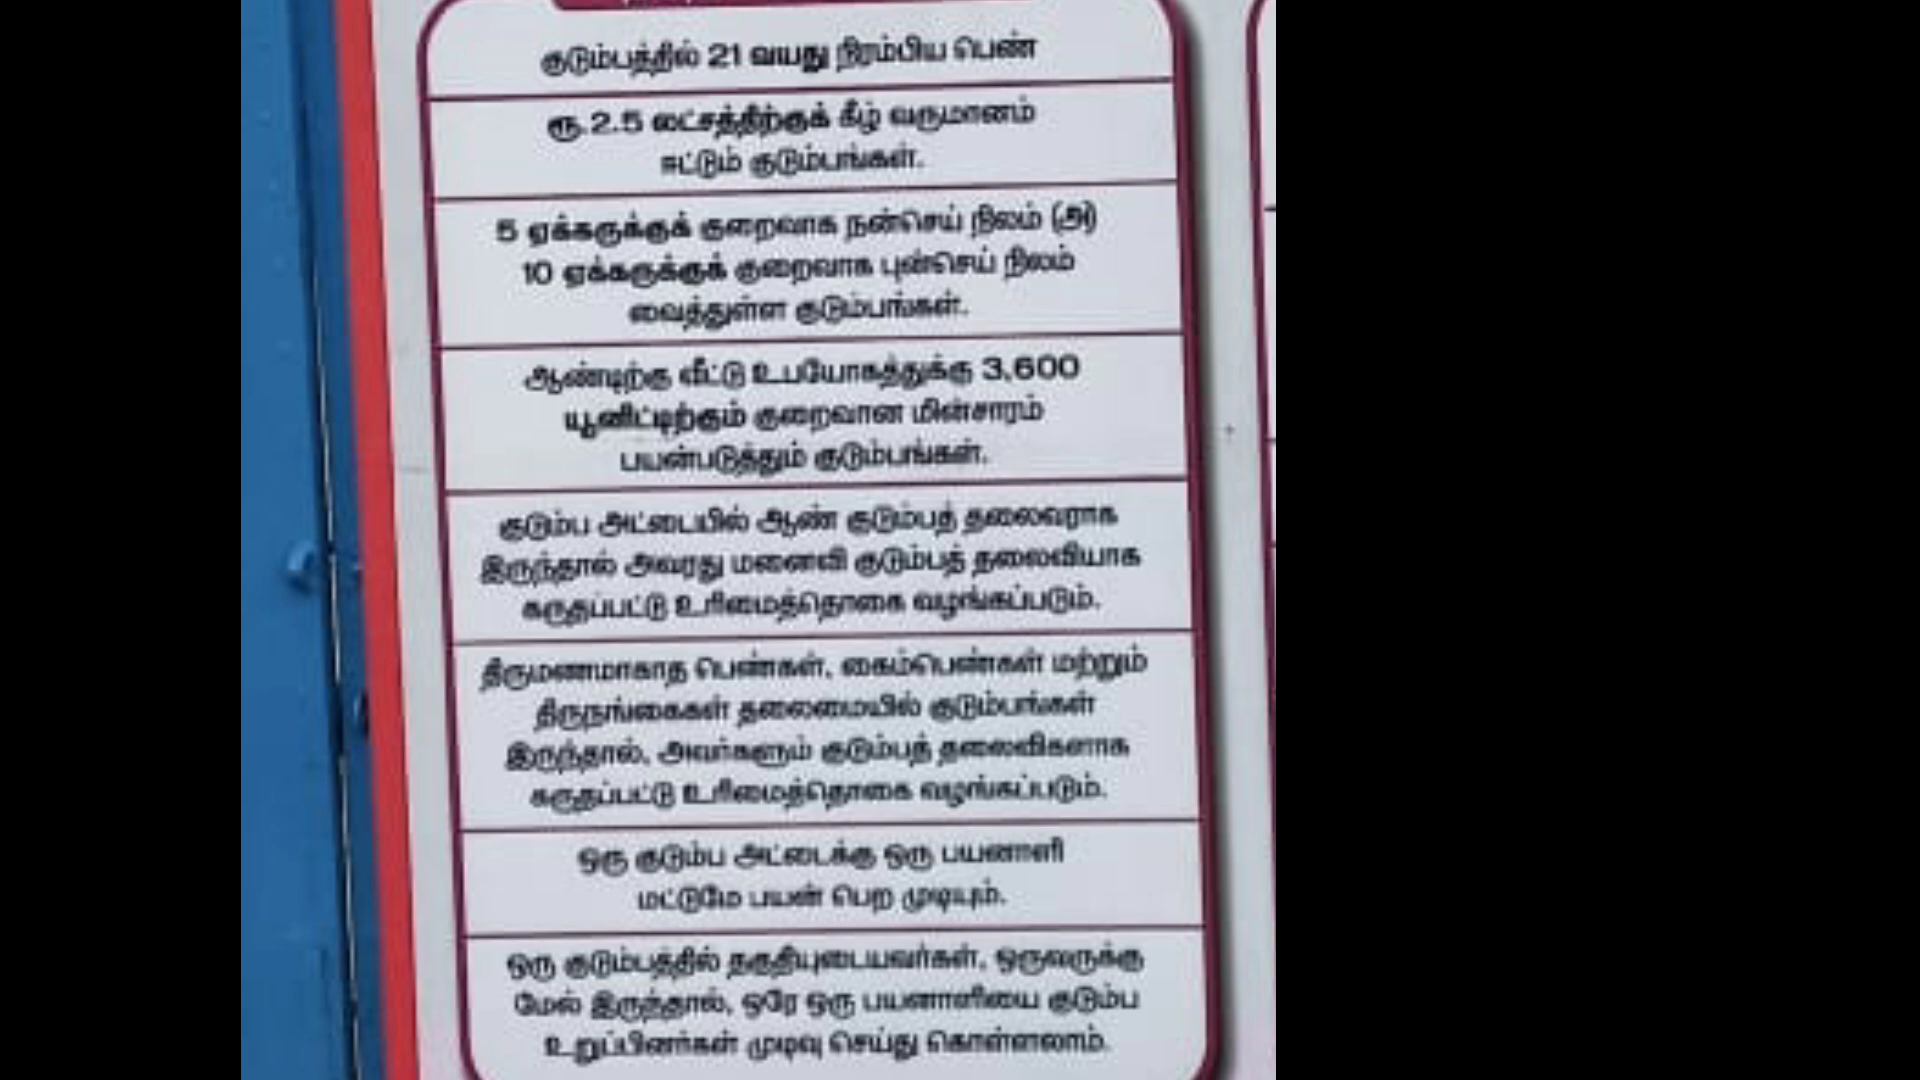 குடும்பத்தில் 21 வயது நிரம்பிய பெண்
ரூ.2.5 லட்சத்திற்குக் கீழ் வருமானம்
ஈட்டும் குடும்பங்கள்.
5 ஏக்கருக்குக் குறைவாக நன்செய் நிலம் (அ)
10 ஏக்கருக்குக் குறைவாக புன்செய் நிலம்
வைத்துள்ள குடும்பங்கள்.
ஆண்டிற்கு வீட்டு உபயோகத்துக்கு 3,600
யூனிட்டிற்கும் குறைவான மின்சாரம்
பயன்படுத்தும் குடும்பங்கள்.
குடும்ப அட்டையில் ஆண் குடும்பத் தலைவராக
இருந்தால் அவரது மனைவி குடும்பத் தலைவியாக
கருதப்பட்டு உரிமைத்தொகை வழங்கப்படும்.
திருமணமாகாத பெண்கள், கைம்பெண்கள் மற்றும்
திருநங்கைகள் தலைமையில் குடும்பங்கள்
இருந்தால், அவர்களும் குடும்பத் தலைவிகளாக
கருதப்பட்டு உரிமைத்தொகை வழங்கப்படும்.
ஒரு குடும்ப அட்டைக்கு ஒரு பயனாளி
மட்டுமே பயன் பெற முடியும்.
ஒரு குடும்பத்தில் தகுதியுடையவர்கள், ஒருவருக்கு
மேல் இருந்தால், ஒரே ஒரு பயனாளியை குடும்ப
உறுப்பினர்கள் முடிவு செய்து கொள்ளலாம்.